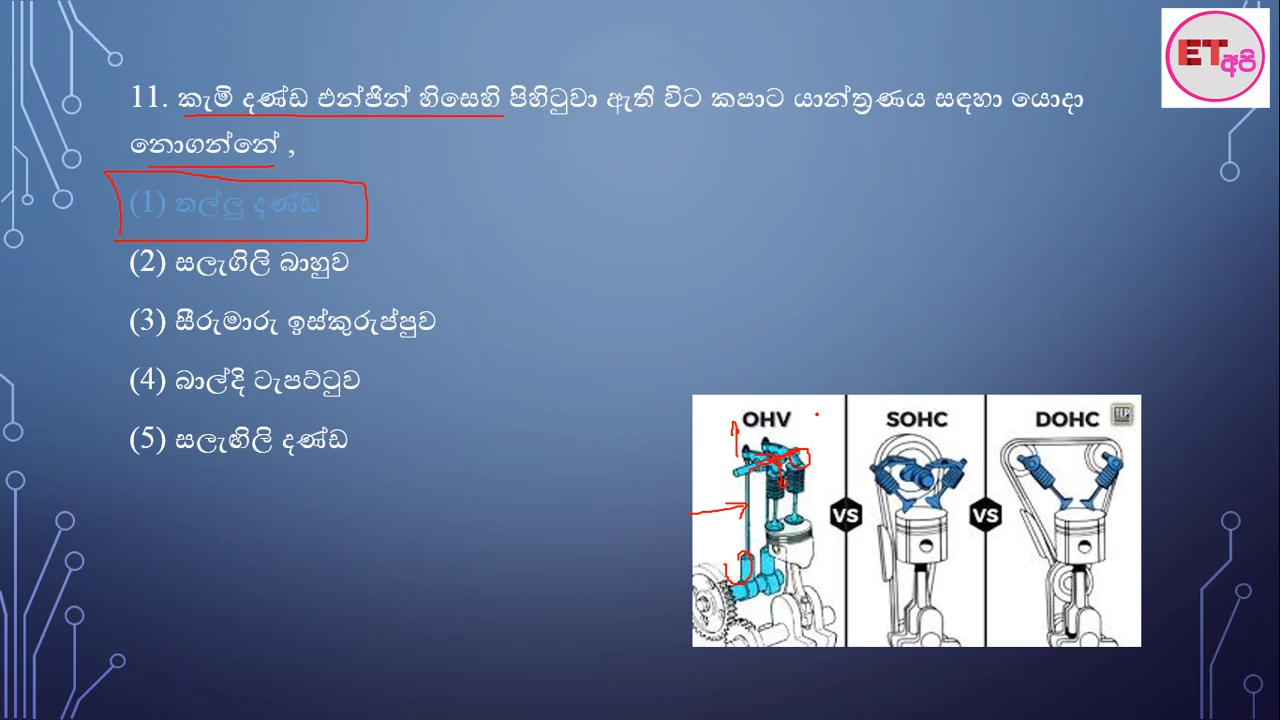 ET
අපි
11. කැමි දණ්ඩ එන්ජින් හිසෙහි පිහිටුවා ඇති විට කපාට යාන්ත්‍රණය සඳහා යොදා
නොගන්නේ ,
(1) තල්ලු දණ්ඩ
(2) සලැගිලි බාහුව
(3) සීරුමාරු ඉස්කුරුප්පුව
(4) බාල්දි ටැපට්ටුව
(5) සලැඟිලි දණ්ඩ
OHV SOHC DOHC
VS VS